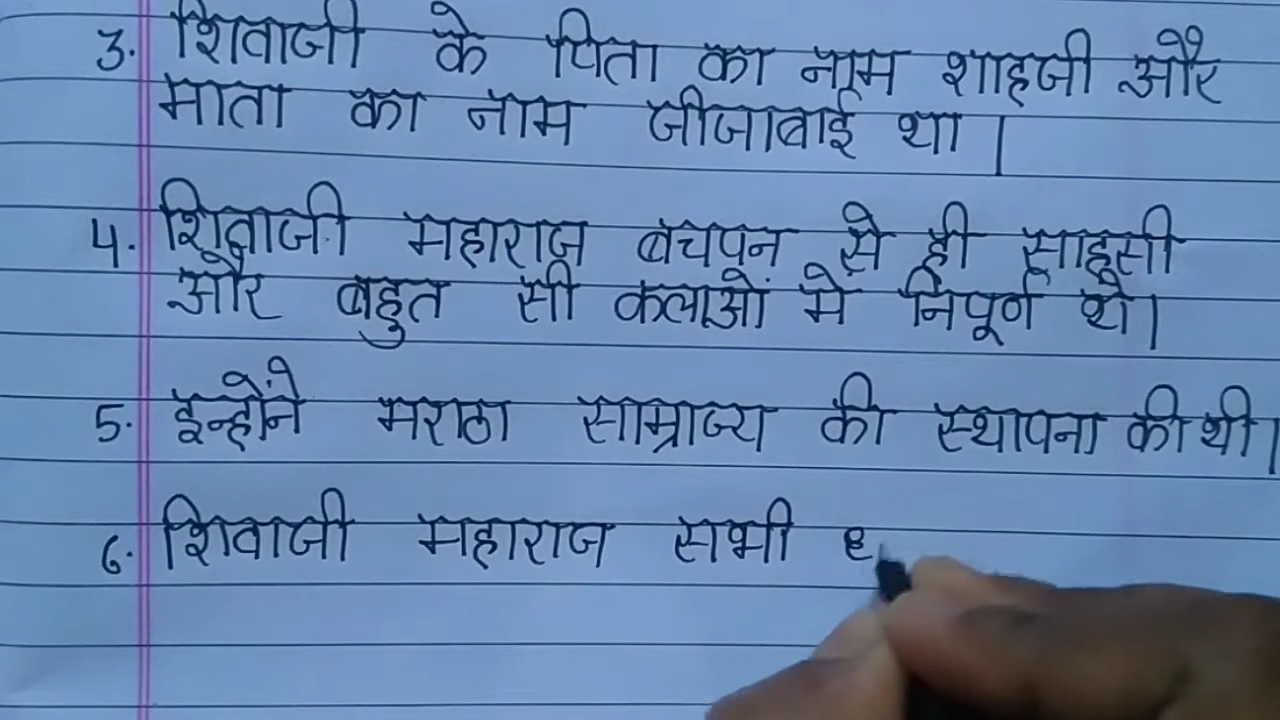 3. शिवाजी के पिता का नाम शाहजी और
माता का नाम जीजाबाई था।
4. शिवाजी महाराज बचपन से ही साहसी
और बहुत सी कलाओं मे निपूर्ण थे।
5. इन्होंने मराठा साम्राज्य की स्थापना की थी।
6. शिवाजी महाराज सभी